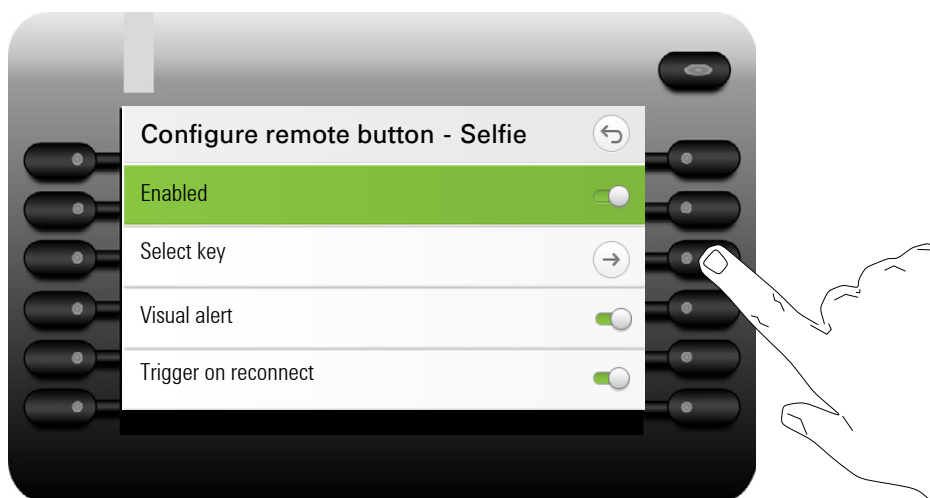 Configure remote button - Selfie
Enabled
Select key
Visual alert
Trigger on reconnect